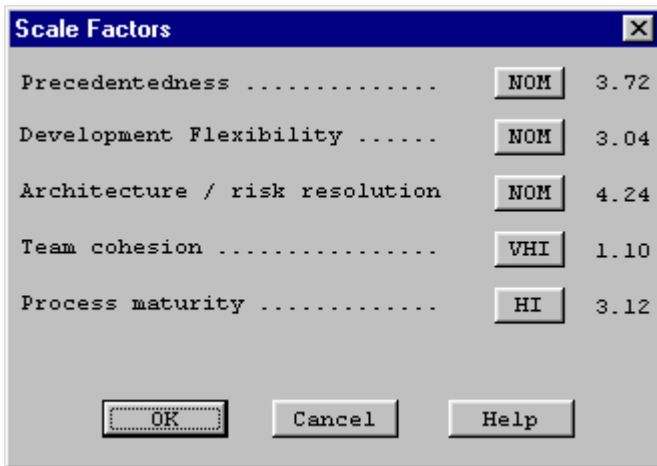 Scale Factors
Precedentedness .............. NOM 3.72
Development Flexibility ...... NOM 3.04
Architecture / risk resolution NOM 4.24
Team cohesion ................ VHI 1.10
Process maturity ............. HI 3.12
OK Cancel Help